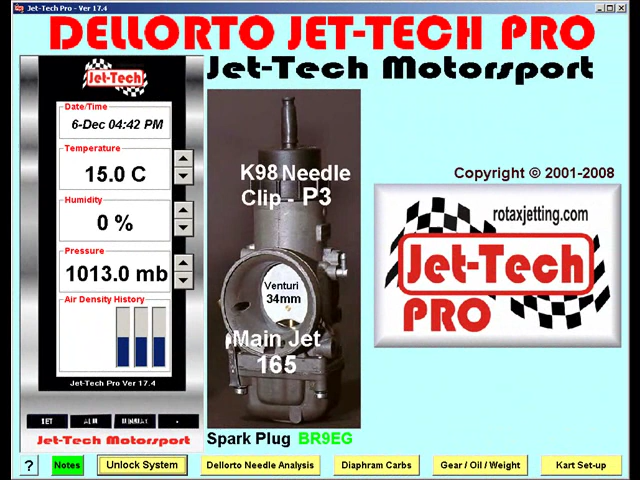 Jet-Tech Pro - Ver 17.4
DELLORTO JET-TECH PRO
Jet-Tech Motorsport
Jet-Tech
Date/Time
6-Dec 04:42 PM
Temperature
15.0 C
Humidity
0 %
Pressure
1013.0 mb
Air Density History
Jet-Tech Pro Ver 17.4
Jet-Tech Motorsport
K98 Needle
Clip - P3
Venturi
34mm
Main Jet
165
Spark Plug BR9EG
Copyright © 2001-2008
rotaxjetting.com
Jet-Tech
PRO
?
Notes
Unlock System
Dellorto Needle Analysis
Diaphram Carbs
Gear / Oil / Weight
Kart Set-up